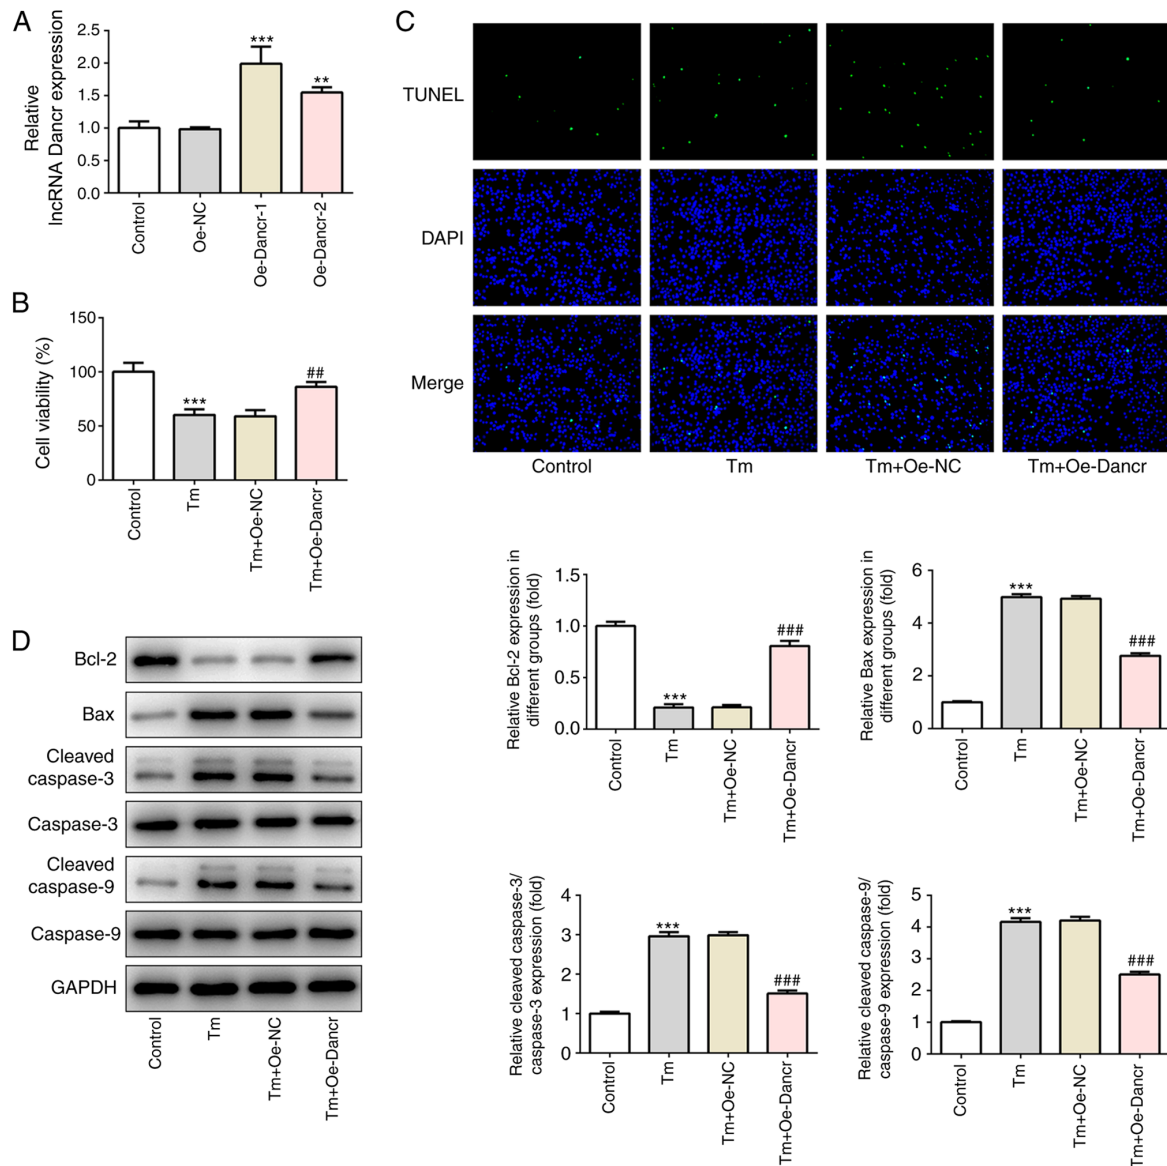 A
Relative
lncRNA Dancr expression
2.5
2.0
1.5
1.0
0.5
0.0
***
**
Control
Oe-NC
Oe-Dancr-1
Oe-Dancr-2
B
Cell viability (%)
150
100
50
0
***
##
Control
Tm
Tm+Oe-NC
Tm+Oe-Dancr
C
TUNEL
DAPI
Merge
Control
Tm
Tm+Oe-NC
Tm+Oe-Dancr
D
Bcl-2
Bax
Cleaved
caspase-3
Caspase-3
Cleaved
caspase-9
Caspase-9
GAPDH
Control
Tm
Tm+Oe-NC
Tm+Oe-Dancr
Relative Bcl-2 expression in
different groups (fold)
1.5
1.0
0.5
0.0
***
###
Control
Tm
Tm+Oe-NC
Tm+Oe-Dancr
Relative Bax expression in
different groups (fold)
6
4
2
0
***
###
Control
Tm
Tm+Oe-NC
Tm+Oe-Dancr
Relative cleaved caspase-3/
caspase-3 expression (fold)
4
3
2
1
0
***
###
Control
Tm
Tm+Oe-NC
Tm+Oe-Dancr
Relative cleaved caspase-9/
caspase-9 expression (fold)
5
4
3
2
1
0
***
###
Control
Tm
Tm+Oe-NC
Tm+Oe-Dancr